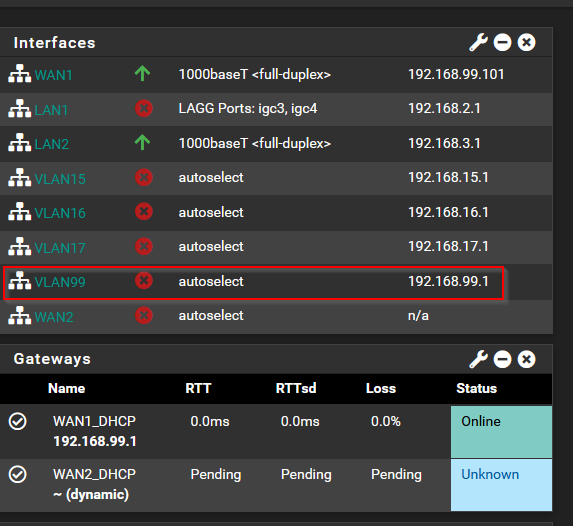 Interfaces
WAN1 1000baseT <full-duplex> 192.168.99.101
LAN1 LAGG Ports: igc3, igc4 192.168.2.1
LAN2 1000baseT <full-duplex> 192.168.3.1
VLAN15 autoselect 192.168.15.1
VLAN16 autoselect 192.168.16.1
VLAN17 autoselect 192.168.17.1
VLAN99 autoselect 192.168.99.1
WAN2 autoselect n/a
Gateways
Name RTT RTTsd Loss Status
WAN1_DHCP 0.0ms 0.0ms 0.0% Online
192.168.99.1
WAN2_DHCP Pending Pending Pending Unknown
~ (dynamic)